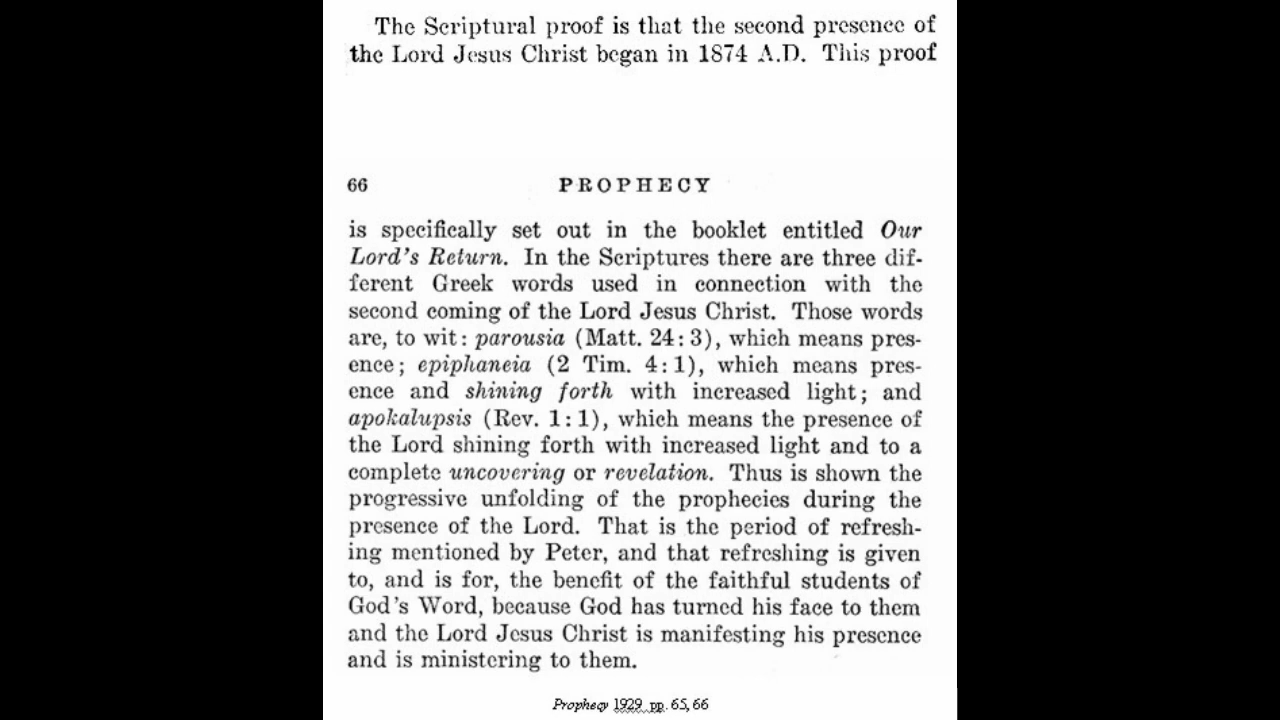 The Scriptural proof is that the second presence of
the Lord Jesus Christ began in 1874 A.D. This proof
66 PROPHECY
is specifically set out in the booklet entitled Our
Lord's Return. In the Scriptures there are three dif-
ferent Greek words used in connection with the
second coming of the Lord Jesus Christ. Those words
are, to wit: parousia (Matt. 24:3), which means pres-
ence; epiphaneia (2 Tim. 4:1), which means pres-
ence and shining forth with increased light; and
apokalupsis (Rev. 1:1), which means the presence of
the Lord shining forth with increased light and to a
complete uncovering or revelation. Thus is shown the
progressive unfolding of the prophecies during the
presence of the Lord. That is the period of refresh-
ing mentioned by Peter, and that refreshing is given
to, and is for, the benefit of the faithful students of
God's Word, because God has turned his face to them
and the Lord Jesus Christ is manifesting his presence
and is ministering to them.
Prophecy 1929 pp. 65, 66